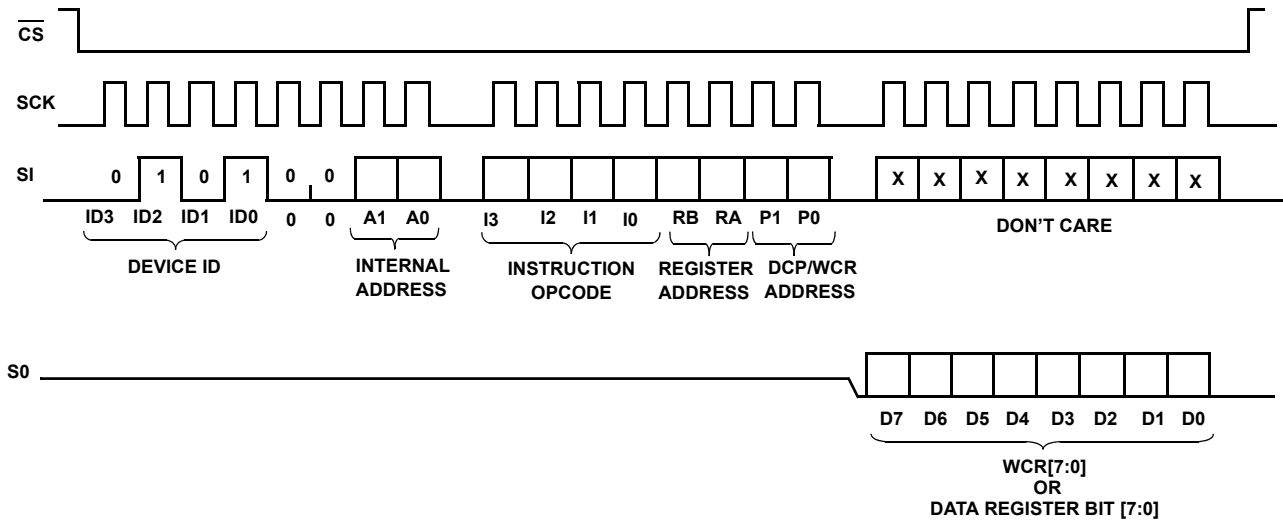 CS
SCK
SI
0 1 0 1 0 0 X X X X X X X X
ID3 ID2 ID1 ID0 0 0 A1 A0 I3 I2 I1 I0 RB RA P1 P0
DON'T CARE
DEVICE ID
INTERNAL
ADDRESS
INSTRUCTION
OPCODE
REGISTER
ADDRESS
DCP/WCR
ADDRESS
S0
D7 D6 D5 D4 D3 D2 D1 D0
WCR[7:0]
OR
DATA REGISTER BIT [7:0]